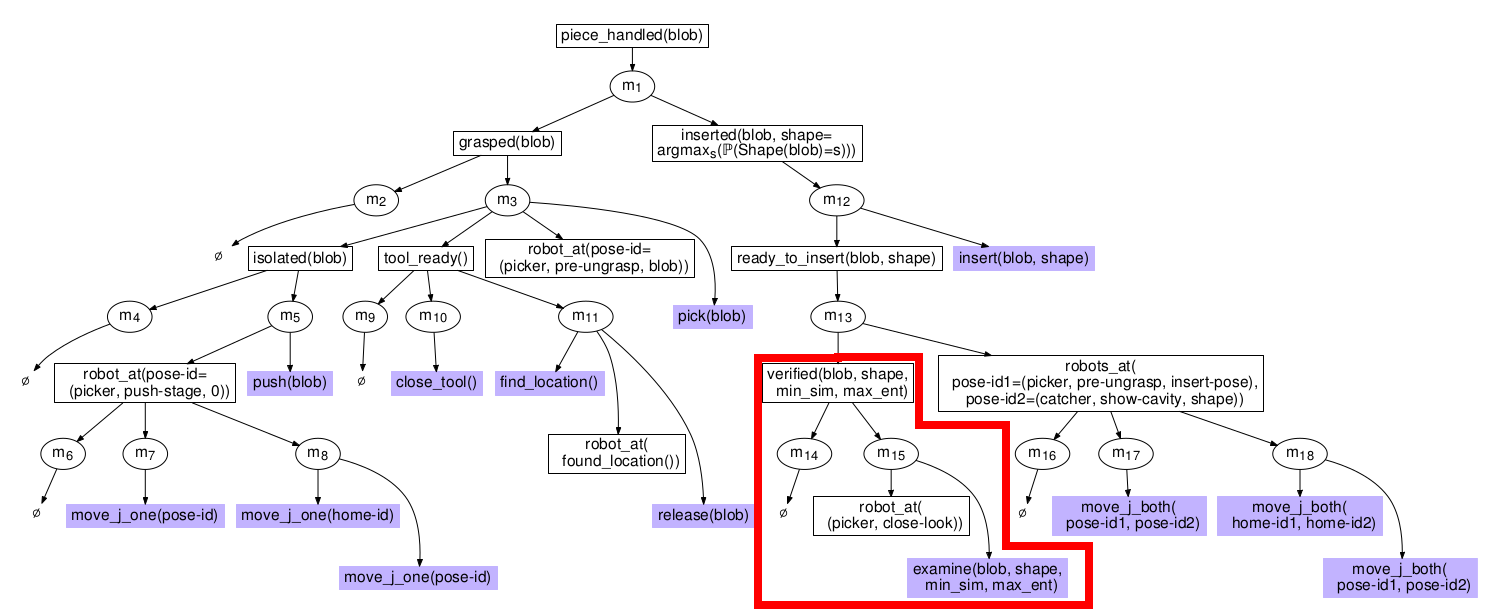 piece_handled(blob)
m1
grasped(blob)
inserted(blob, shape=
argmaxs(ℙ(Shape(blob)=s)))
m2
m3
m12
∅
isolated(blob)
tool_ready()
robot_at(pose-id=
(picker, pre-ungrasp, blob))
ready_to_insert(blob, shape)
insert(blob, shape)
m4
m5
m9
m10
m11
pick(blob)
m13
∅
robot_at(pose-id=
(picker, push-stage, 0))
push(blob)
∅
close_tool()
find_location()
verified(blob, shape,
min_sim, max_ent)
robots_at(
pose-id1=(picker, pre-ungrasp, insert-pose),
pose-id2=(catcher, show-cavity, shape))
m6
m7
m8
robot_at(
found_location())
m14
m15
m16
m17
m18
∅
move_j_one(pose-id)
move_j_one(home-id)
release(blob)
∅
robot_at(
(picker, close-look))
∅
move_j_both(
pose-id1, pose-id2)
move_j_both(
home-id1, home-id2)
move_j_one(pose-id)
examine(blob, shape,
min_sim, max_ent)
move_j_both(
pose-id1, pose-id2)